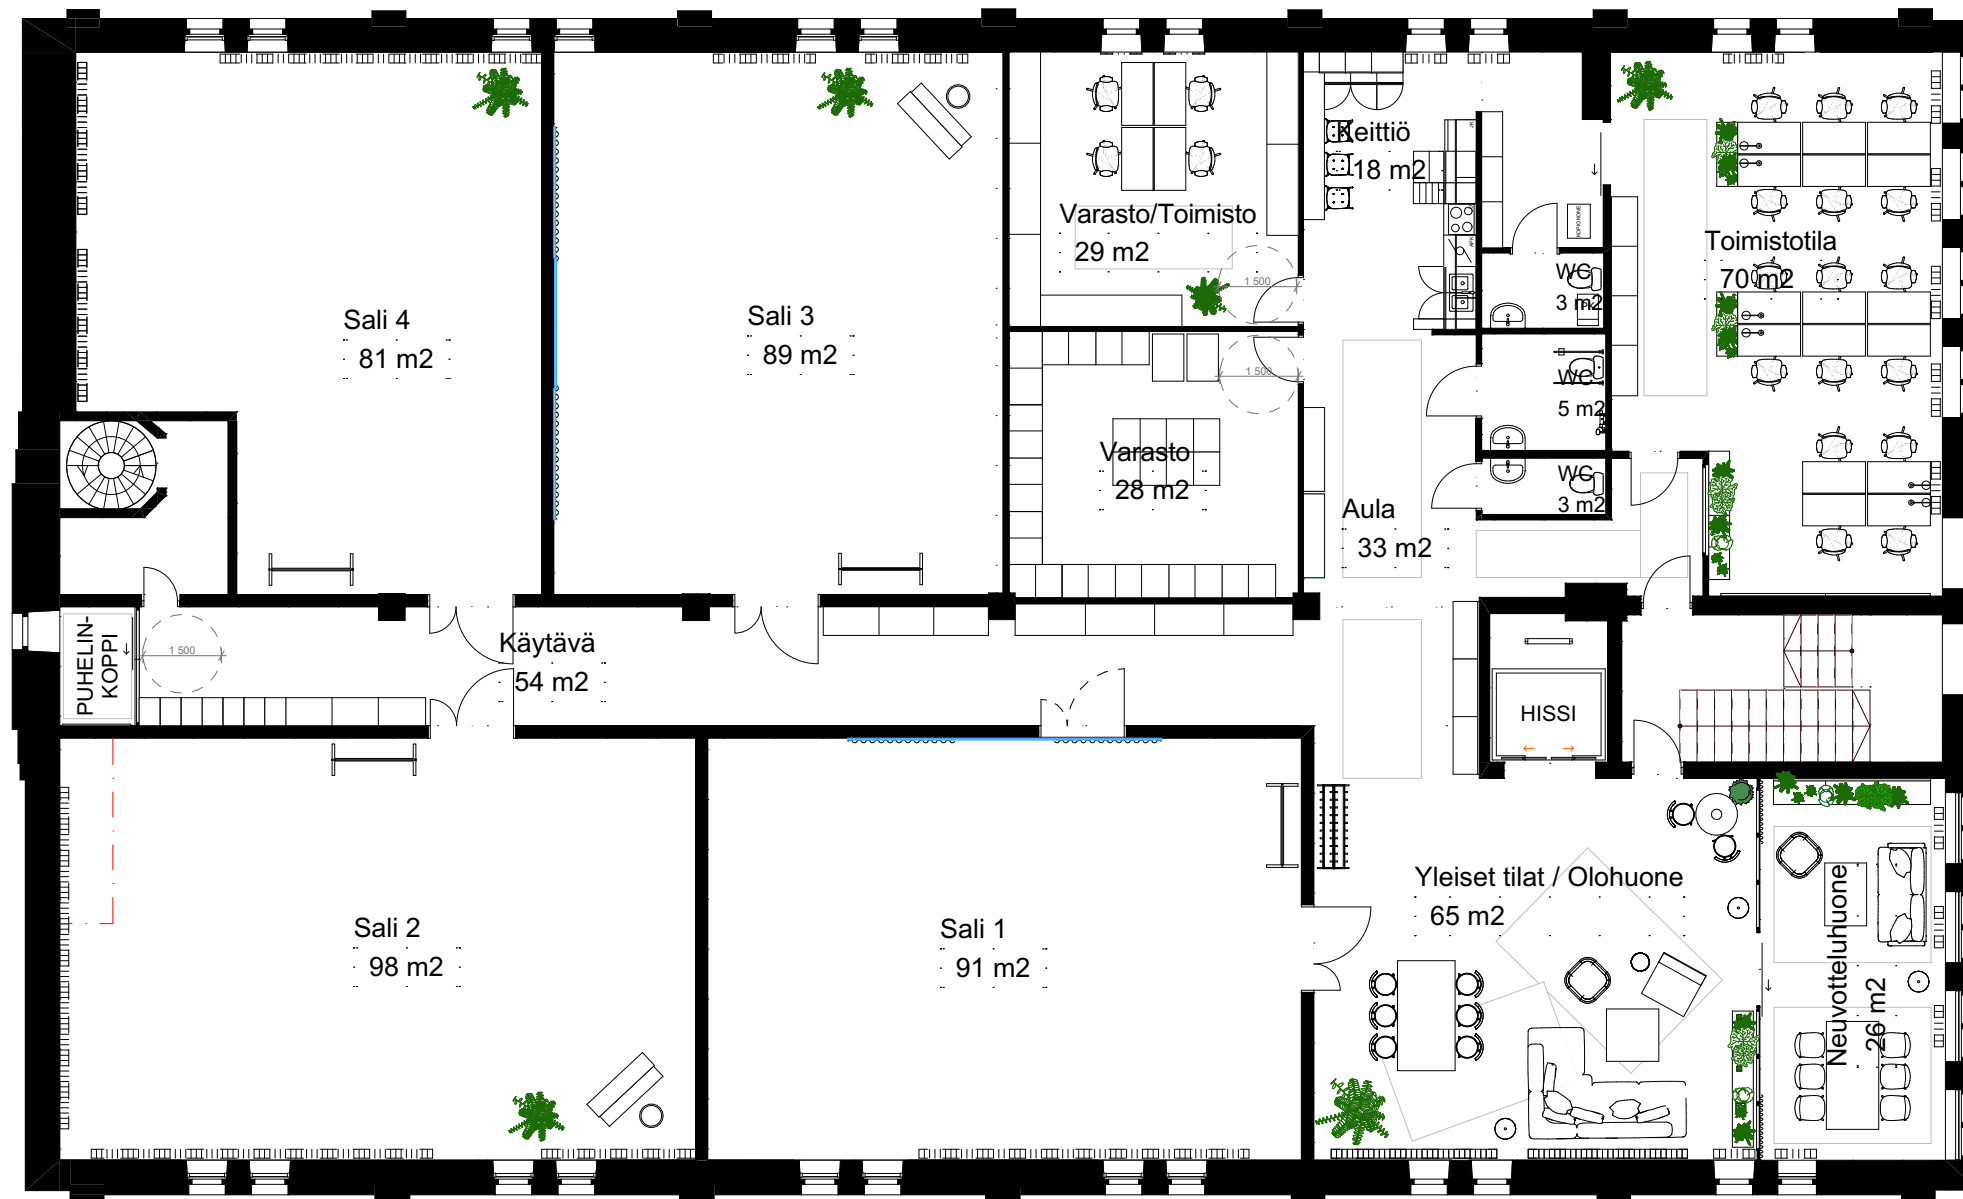 Keittiö
18 m2
Varasto/Toimisto
29 m2
1 500
KOPIO KONE
Toimistotila
70 m2
WC
3 m2
Sali 4
81 m2
Sali 3
89 m2
1 500
WC
5 m2
Varasto
28 m2
WC
3 m2
Aula
33 m2
PUHELIN-
KOPPI
1 500
Käytävä
54 m2
HISSI
Yleiset tilat / Olohuone
65 m2
Neuvotteluhuone
26 m2
Sali 2
98 m2
Sali 1
91 m2